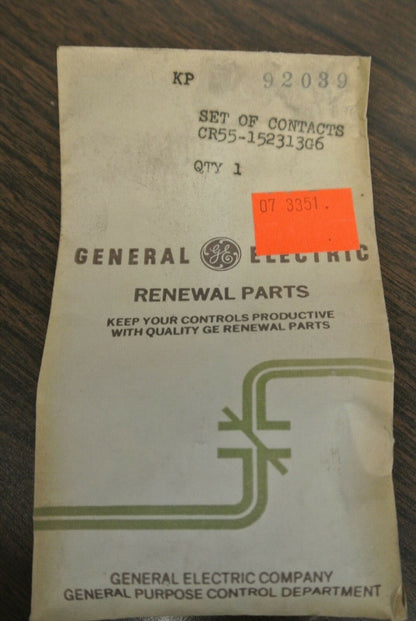 KP 92039
SET OF CONTACTS
CR55-152313G6
QTY 1
07 3351.
GENERAL GE ELECTRIC
RENEWAL PARTS
KEEP YOUR CONTROLS PRODUCTIVE
WITH QUALITY GE RENEWAL PARTS
GENERAL ELECTRIC COMPANY
GENERAL PURPOSE CONTROL DEPARTMENT